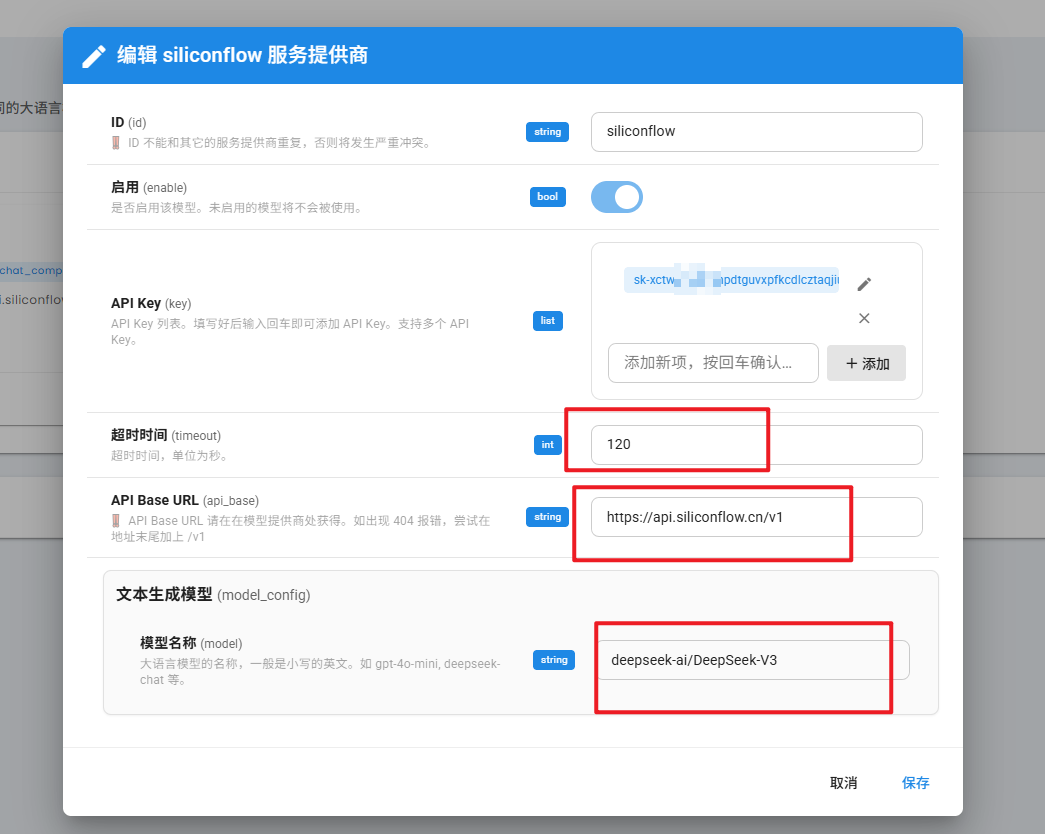 编辑 siliconflow 服务提供商
间的大语言
ID (id)
ID 不能和其它的服务提供商重复，否则将发生严重冲突。
string
siliconflow
启用 (enable)
是否启用该模型。未启用的模型将不会被使用。
bool
chat_comp
i.siliconflow
API Key (key)
API Key 列表。填写好后输入回车即可添加 API Key。支持多个 API
Key。
list
sk-xctw
npdtguvxpfkcdlcztaqji
添加新项，按回车确认...
+ 添加
超时时间 (timeout)
超时时间，单位为秒。
int
120
API Base URL (api_base)
API Base URL 请在在模型提供商处获得。如出现 404 报错，尝试在
地址末尾加上 /v1
string
https://api.siliconflow.cn/v1
文本生成模型 (model_config)
模型名称 (model)
大语言模型的名称，一般是小写的英文。如 gpt-4o-mini, deepseek-
chat 等。
string
deepseek-ai/DeepSeek-V3
取消
保存